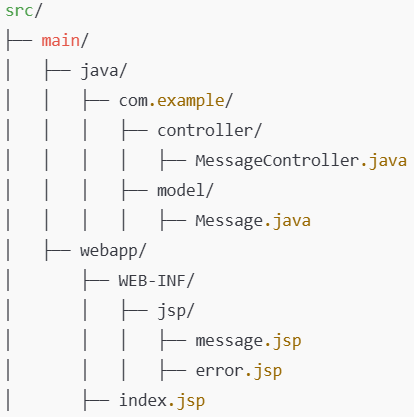 src/
├── main/
│   ├── java/
│   │   ├── com.example/
│   │   │   ├── controller/
│   │   │   │   ├── MessageController.java
│   │   │   ├── model/
│   │   │   │   ├── Message.java
│   ├── webapp/
│       ├── WEB-INF/
│       │   ├── jsp/
│       │   │   ├── message.jsp
│       │   │   ├── error.jsp
│       ├── index.jsp